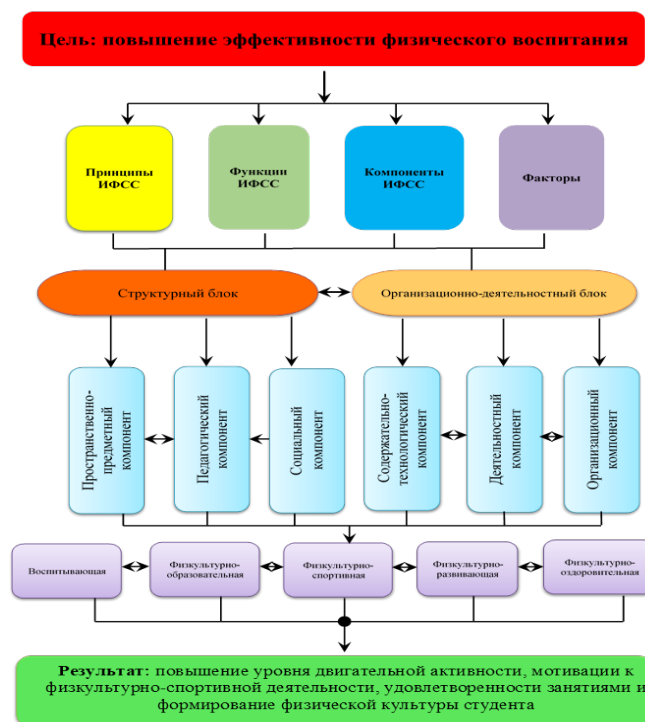 Цель: повышение эффективности физического воспитания
Принципы
ИФСС
Функции
ИФСС
Компоненты
ИФСС
Факторы
Структурный блок
Организационно-деятельностный блок
Пространственно-
предметный
компонент
Педагогический
компонент
Социальный
компонент
Содержательно-
технологический
компонент
Деятельностный
компонент
Организационный
компонент
Воспитывающая
Физкультурно-
образовательная
Физкультурно-
спортивная
Физкультурно-
развивающая
Физкультурно-
оздоровительная
Результат: повышение уровня двигательной активности, мотивации к
физкультурно-спортивной деятельности, удовлетворенности занятиями и
формирование физической культуры студента